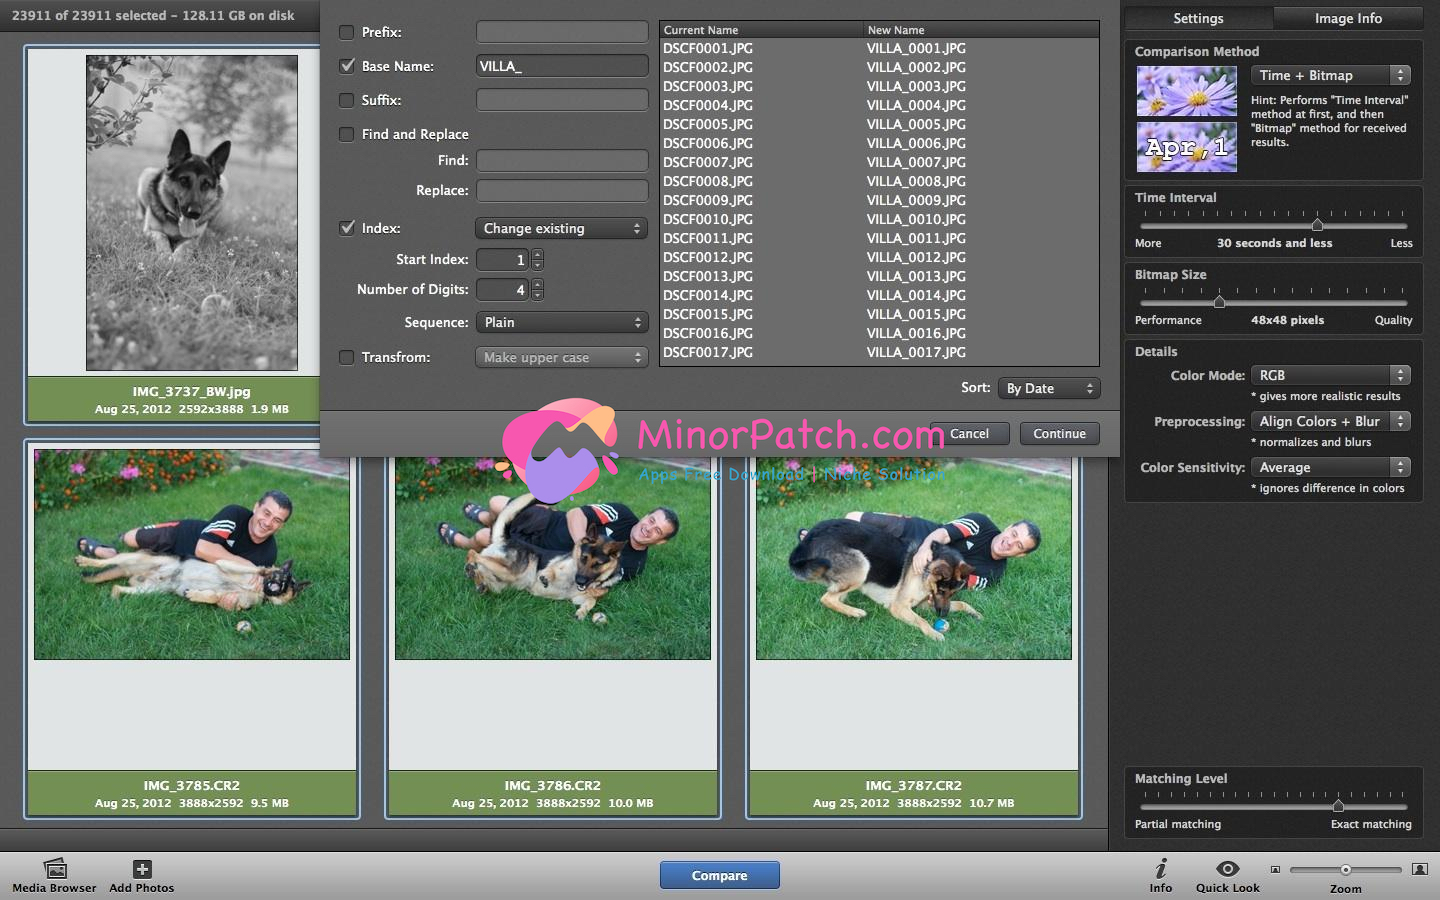 23911 of 23911 selected – 128.11 GB on disk
Prefix:
Base Name: VILLA_
Suffix:
Find and Replace
Find:
Replace:
Index: Change existing
Start Index: 1
Number of Digits: 4
Sequence: Plain
Transfrom: Make upper case
Current Name New Name
DSCF0001.JPG VILLA_0001.JPG
DSCF0002.JPG VILLA_0002.JPG
DSCF0003.JPG VILLA_0003.JPG
DSCF0004.JPG VILLA_0004.JPG
DSCF0005.JPG VILLA_0005.JPG
DSCF0006.JPG VILLA_0006.JPG
DSCF0007.JPG VILLA_0007.JPG
DSCF0008.JPG VILLA_0008.JPG
DSCF0009.JPG VILLA_0009.JPG
DSCF0010.JPG VILLA_0010.JPG
DSCF0011.JPG VILLA_0011.JPG
DSCF0012.JPG VILLA_0012.JPG
DSCF0013.JPG VILLA_0013.JPG
DSCF0014.JPG VILLA_0014.JPG
DSCF0015.JPG VILLA_0015.JPG
DSCF0016.JPG VILLA_0016.JPG
DSCF0017.JPG VILLA_0017.JPG
Sort: By Date
Cancel Continue
MinorPatch.com
Apps Free Download | Niche Solution
IMG_3737_BW.jpg
Aug 25, 2012 2592x3888 1.9 MB
IMG_3785.CR2
Aug 25, 2012 3888x2592 9.5 MB
IMG_3786.CR2
Aug 25, 2012 3888x2592 10.0 MB
IMG_3787.CR2
Aug 25, 2012 3888x2592 10.7 MB
Settings Image Info
Comparison Method
Time + Bitmap
Hint: Performs "Time Interval"
method at first, and then
"Bitmap" method for received
results.
Apr,1
Time Interval
More 30 seconds and less Less
Bitmap Size
Performance 48x48 pixels Quality
Details
Color Mode: RGB
* gives more realistic results
Preprocessing: Align Colors + Blur
* normalizes and blurs
Color Sensitivity: Average
* ignores difference in colors
Matching Level
Partial matching Exact matching
Media Browser Add Photos Compare Info Quick Look Zoom